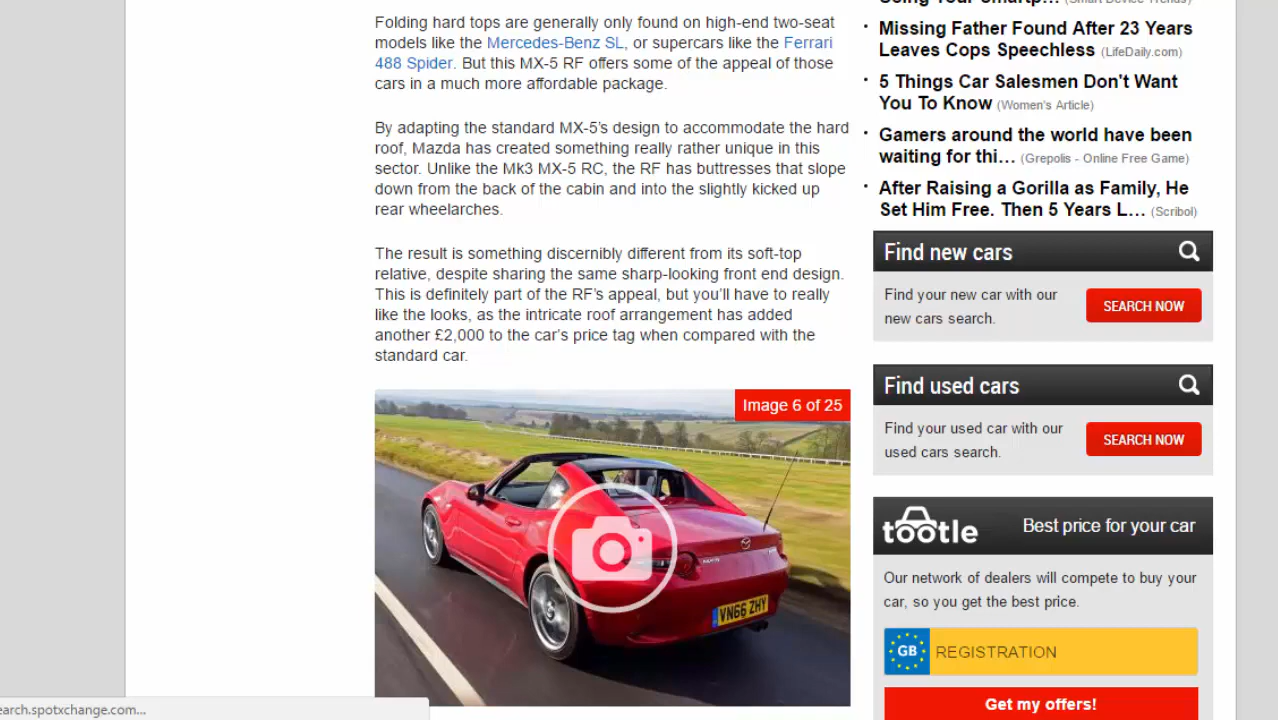 Folding hard tops are generally only found on high-end two-seat
models like the Mercedes-Benz SL, or supercars like the Ferrari
488 Spider. But this MX-5 RF offers some of the appeal of those
cars in a much more affordable package.
By adapting the standard MX-5's design to accommodate the hard
roof, Mazda has created something really rather unique in this
sector. Unlike the Mk3 MX-5 RC, the RF has buttresses that slope
down from the back of the cabin and into the slightly kicked up
rear wheelarches.
The result is something discernibly different from its soft-top
relative, despite sharing the same sharp-looking front end design.
This is definitely part of the RF's appeal, but you'll have to really
like the looks, as the intricate roof arrangement has added
another £2,000 to the car's price tag when compared with the
standard car.
Image 6 of 25
VN66 ZHY
earch.spotxchange.com...
Missing Father Found After 23 Years
Leaves Cops Speechless (LifeDaily.com)
5 Things Car Salesmen Don't Want
You To Know (Women's Article)
Gamers around the world have been
waiting for thi… (Grepolis - Online Free Game)
After Raising a Gorilla as Family, He
Set Him Free. Then 5 Years L… (Scribol)
Find new cars
Find your new car with our
new cars search.
SEARCH NOW
Find used cars
Find your used car with our
used cars search.
SEARCH NOW
tootle Best price for your car
Our network of dealers will compete to buy your
car, so you get the best price.
GB REGISTRATION
Get my offers!